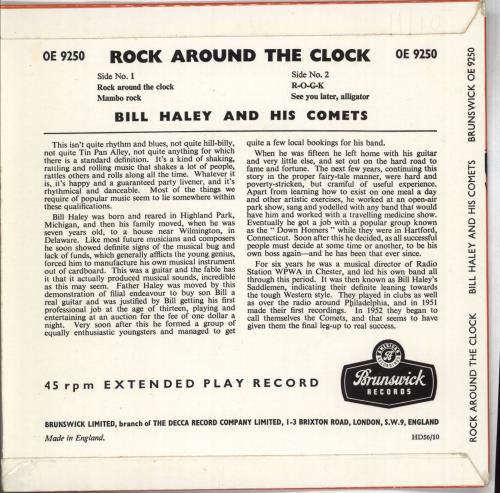 OE 9250 ROCK AROUND THE CLOCK OE 9250
Side No. 1
Rock around the clock
Mambo rock
Side No. 2
R-O-C-K
See you later, alligator
BILL HALEY AND HIS COMETS
This isn't quite rhythm and blues, not quite hill-billy,
not quite Tin Pan Alley, not quite anything for which
there is a standard definition. It's a kind of shaking,
rattling and rolling music that shakes a lot of people,
rattles others and rolls along all the time. Whatever it
is, it's happy and a guaranteed party livener, and it's
rhythmical and danceable. Most of the things we
require of popular music seem to lie somewhere within
these qualifications.
Bill Haley was born and reared in Highland Park,
Michigan, and then his family moved, when he was
seven years old, to a house near Wilmington, in
Delaware. Like most future musicians and composers
he soon showed definite signs of the musical bug and
lack of funds, which generally afflicts the young genius,
forced him to manufacture his own musical instrument
out of cardboard. This was a guitar and the fable has
it that it actually produced musical sounds, incredible
as this may seem. Father Haley was moved by this
demonstration of filial endeavour to buy son Bill a
real guitar and was justified by Bill getting his first
professional job at the age of thirteen, playing and
entertaining at an auction for the fee of one dollar a
night. Very soon after this he formed a group of
equally enthusiastic youngsters and managed to get
quite a few local bookings for his band.
When he was fifteen he left home with his guitar
and very little else, and set out on the hard road to
fame and fortune. The next few years, continuing this
story in the proper fairy-tale manner, were hard and
poverty-stricken, but crammed of useful experience.
Apart from learning how to exist on one meal a day
and other artistic exercises, he worked at an open-air
park show, sang and yodelled with any band that would
have him and worked with a travelling medicine show.
Eventually he got a job with a popular group known
as the " Down Homers " while they were in Hartford,
Connecticut. Soon after this he decided, as all successful
people must decide at some time or another, to be his
own boss again—and he has been that ever since.
For six years he was a musical director of Radio
Station WPWA in Chester, and led his own band all
through this period. It was then known as Bill Haley's
Saddlemen, indicating their definite leaning towards
the tough Western style. They played in clubs as well
as over the radio around Philadelphia, and in 1951
made their first recordings. In 1952 they began to
call themselves the Comets, and that seems to have
given them the final leg-up to real success.
45 rpm EXTENDED PLAY RECORD
Brunswick
RECORDS
BRUNSWICK LIMITED, branch of THE DECCA RECORD COMPANY LIMITED, 1-3 BRIXTON ROAD, LONDON, S.W.9, ENGLAND
Made in England. HD56/10
ROCK AROUND THE CLOCK BILL HALEY AND HIS COMETS BRUNSWICK OE 9250